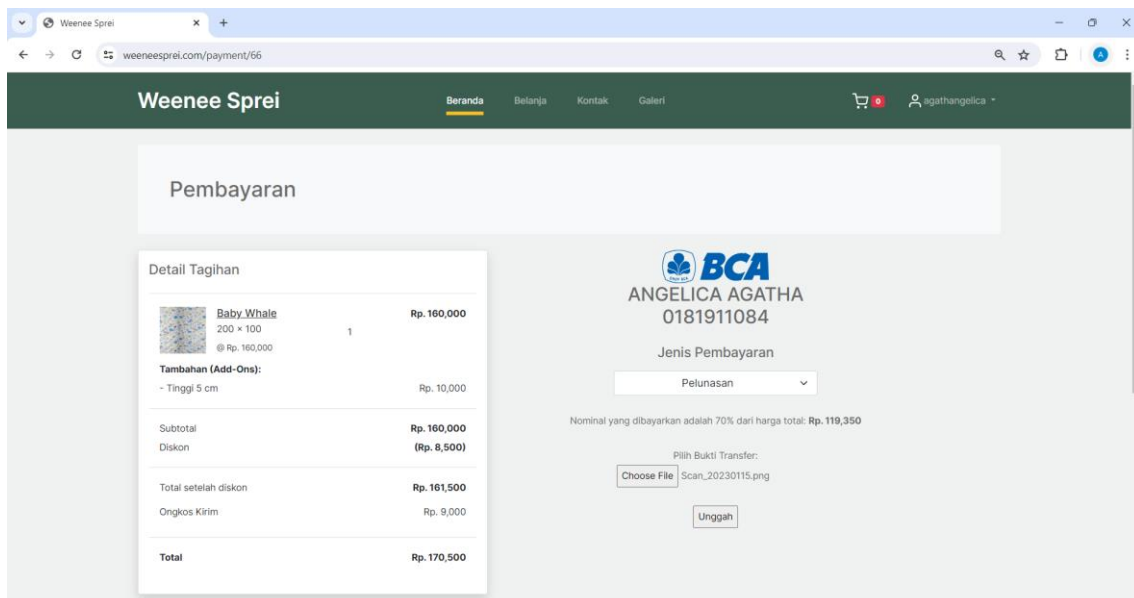 Weenee Sprei
weeneesprei.com/payment/66
A
Weenee Sprei
Beranda
Belanja
Kontak
Galeri
0
agathangelica
Pembayaran
Detail Tagihan
Baby Whale
Rp. 160,000
200 × 100
1
@ Rp. 160,000
Tambahan (Add-Ons):
- Tinggi 5 cm Rp. 10,000
Subtotal Rp. 160,000
Diskon (Rp. 8,500)
Total setelah diskon Rp. 161,500
Ongkos Kirim Rp. 9,000
Total Rp. 170,500
BCA
ANGELICA AGATHA
0181911084
Jenis Pembayaran
Pelunasan
Nominal yang dibayarkan adalah 70% dari harga total: Rp. 119,350
Pilih Bukti Transfer:
Choose File Scan_20230115.png
Unggah